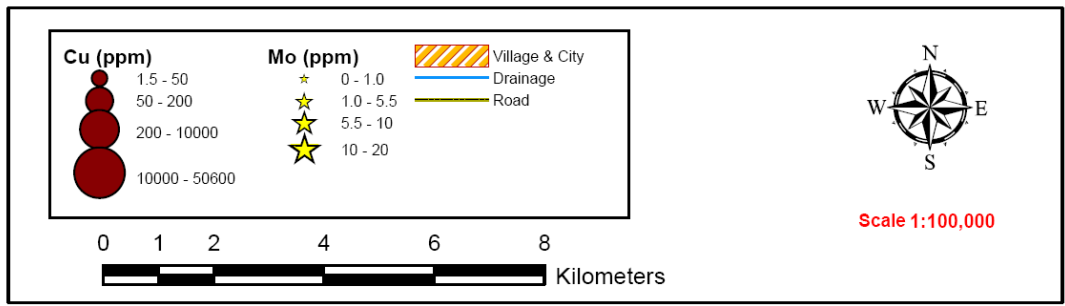 Cu (ppm)
1.5 - 50
50 - 200
200 - 10000
10000 - 50600
Mo (ppm)
0 - 1.0
1.0 - 5.5
5.5 - 10
10 - 20
Village & City
Drainage
Road
N
W E
S
Scale 1:100,000
0 1 2 4 6 8
Kilometers